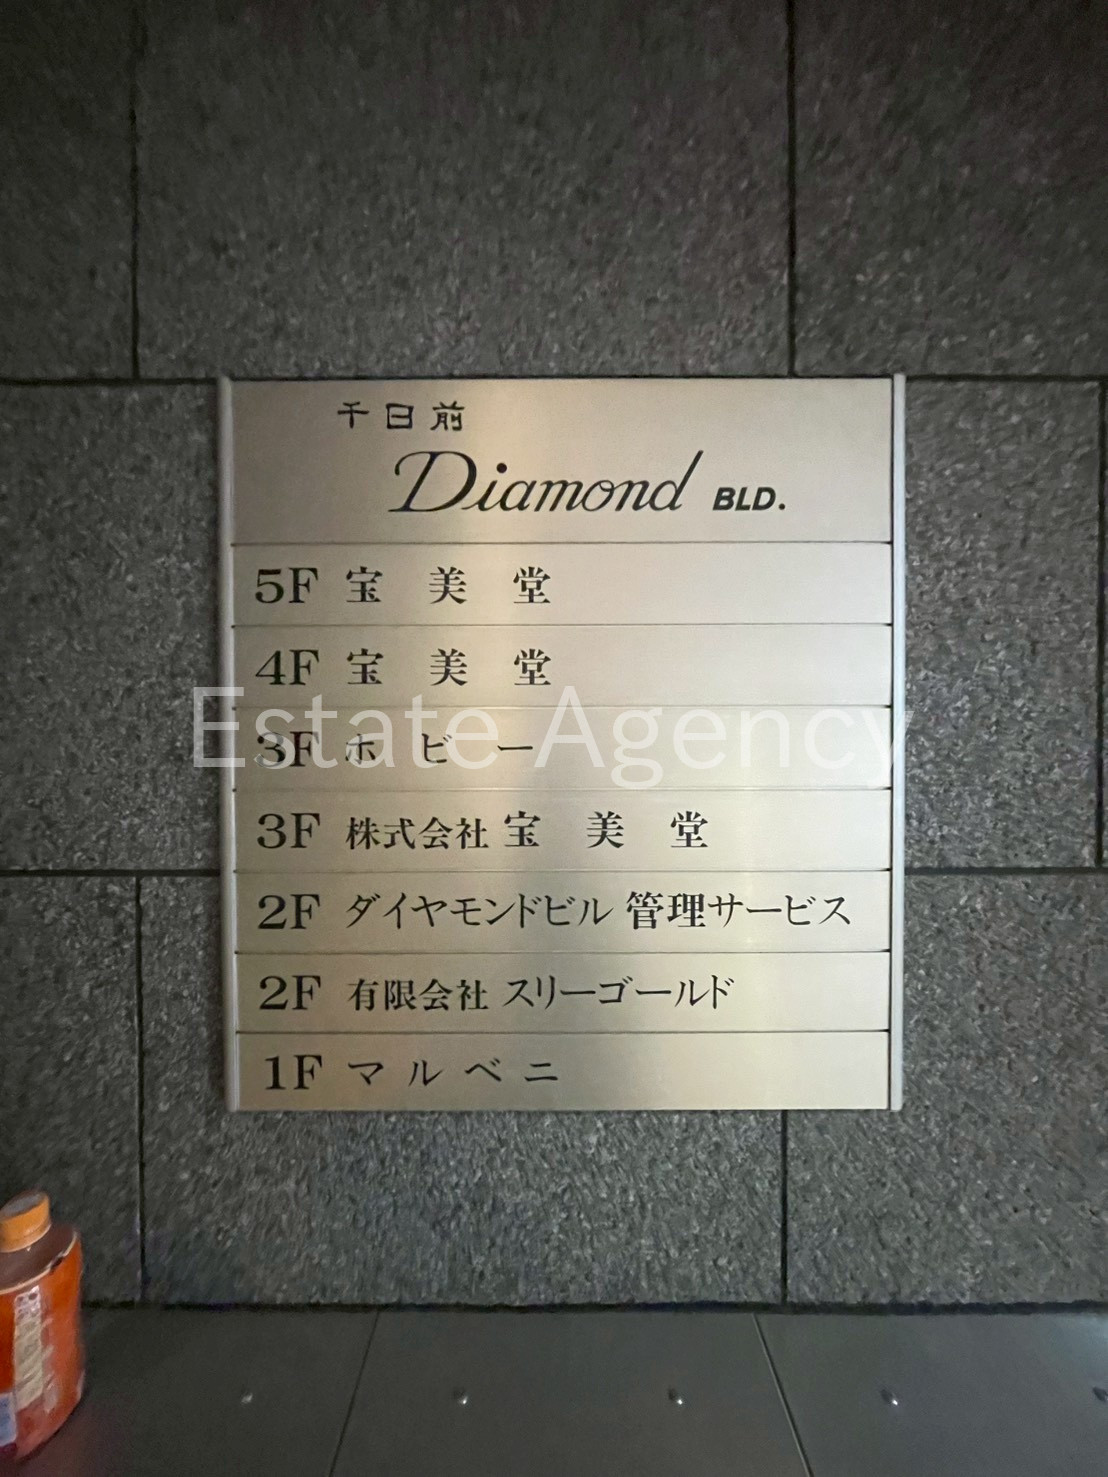 千日前
Diamond BLD.
5F 宝美堂
4F 宝美堂
Estate Agency
3F ホビー
3F 株式会社 宝美堂
2F ダイヤモンドビル 管理サービス
2F 有限会社 スリーゴールド
1F マルベニ